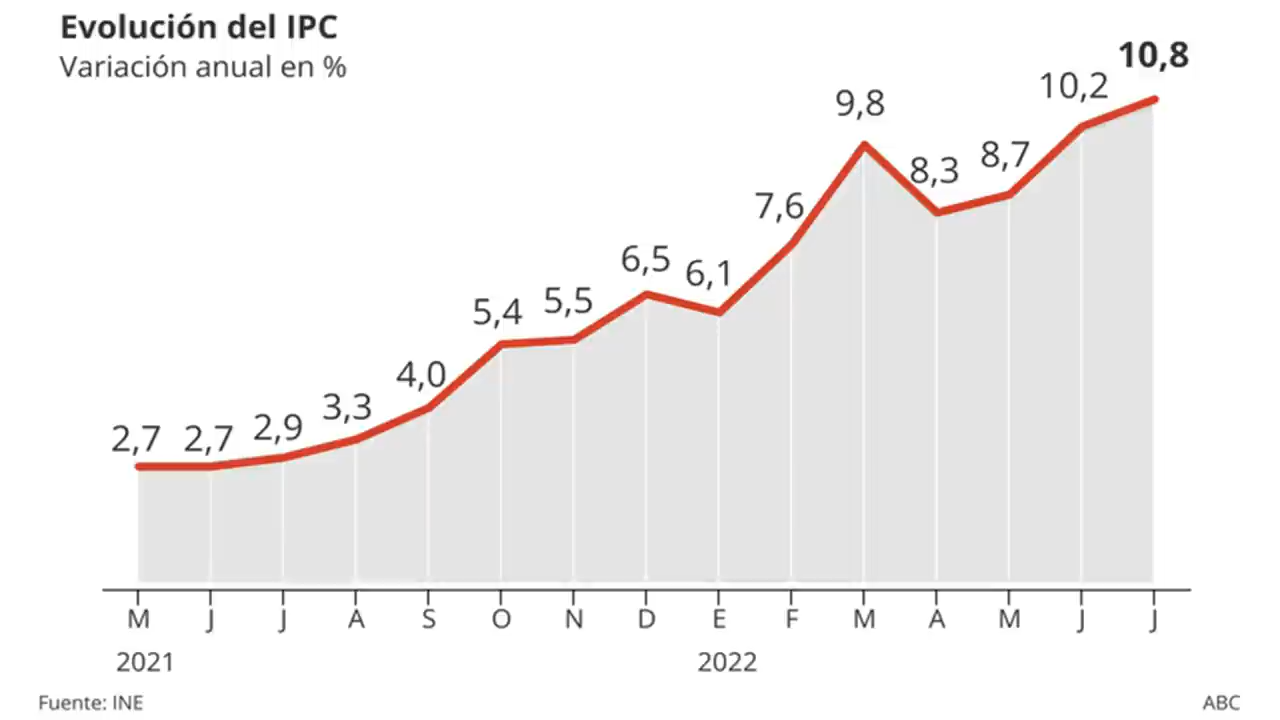 Evolución del IPC
Variación anual en %
2,7 2,7 2,9 3,3 4,0 5,4 5,5 6,5 6,1 7,6 9,8 8,3 8,7 10,2 10,8
M J J A S O N D E F M A M J J
2021 2022
Fuente: INE ABC